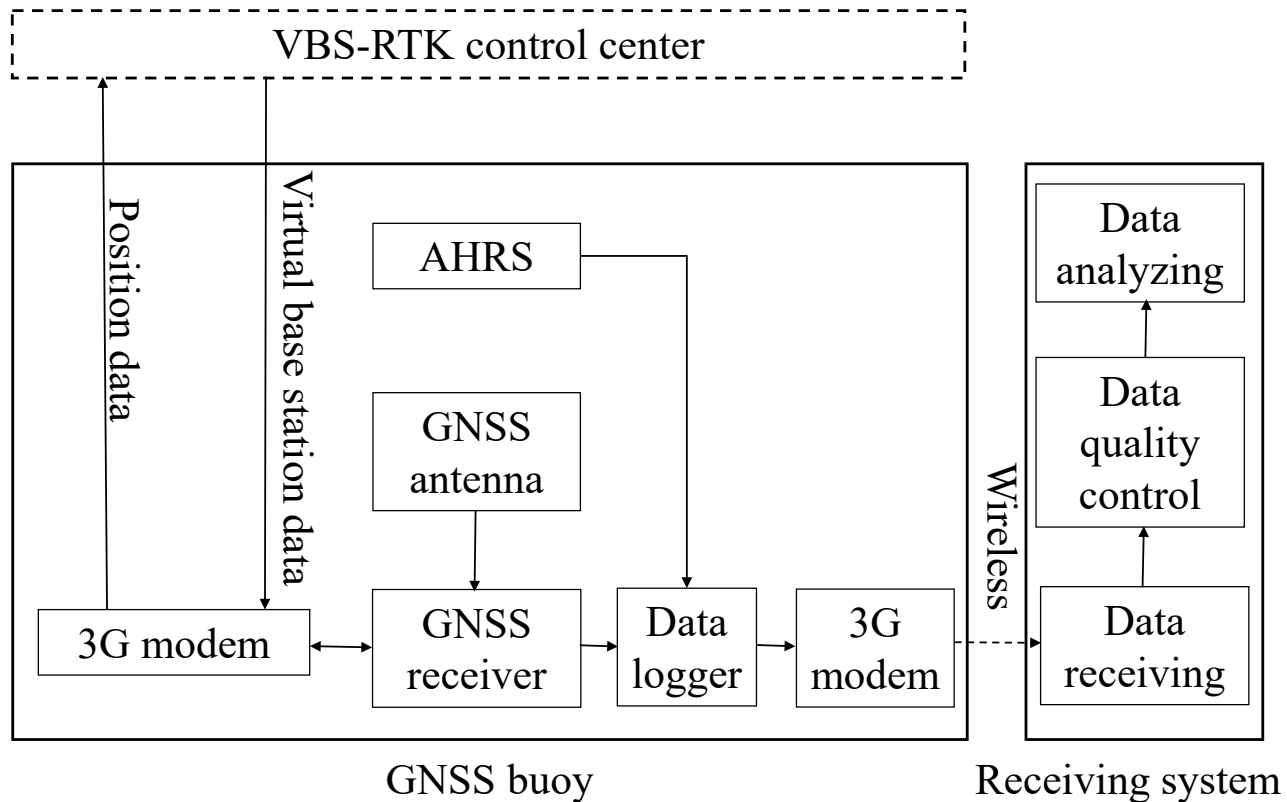 VBS-RTK control center
Position data
Virtual base station data
AHRS
GNSS
antenna
3G modem
GNSS
receiver
Data
logger
3G
modem
Wireless
Data
analyzing
Data
quality
control
Data
receiving
GNSS buoy
Receiving system